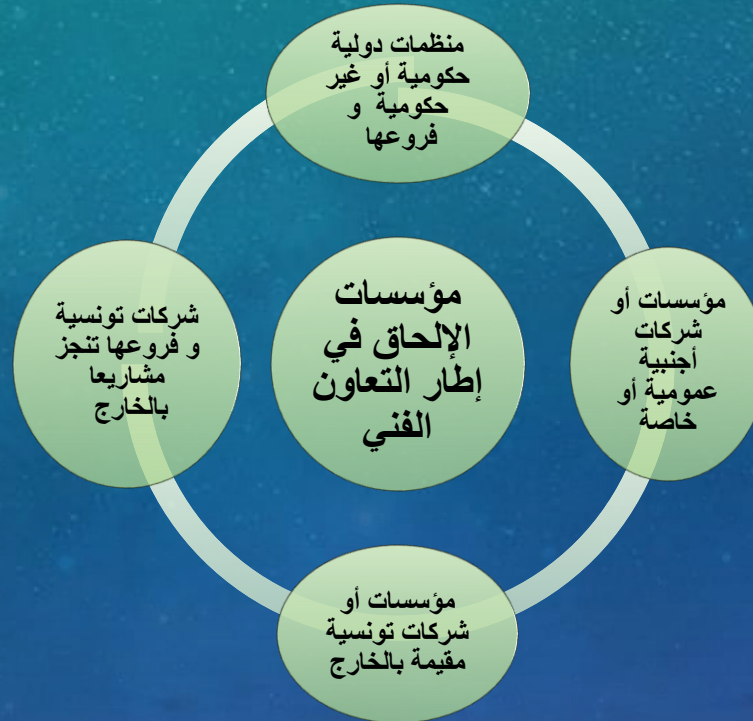 منظمات دولية
حكومية أو غير
حكومية و
فروعها
مؤسسات أو
شركات
أجنبية
عمومية أو
خاصة
مؤسسات
الإلحاق في
إطار التعاون
الفني
شركات تونسية
و فروعها تنجز
مشاريعا
بالخارج
مؤسسات أو
شركات تونسية
مقيمة بالخارج